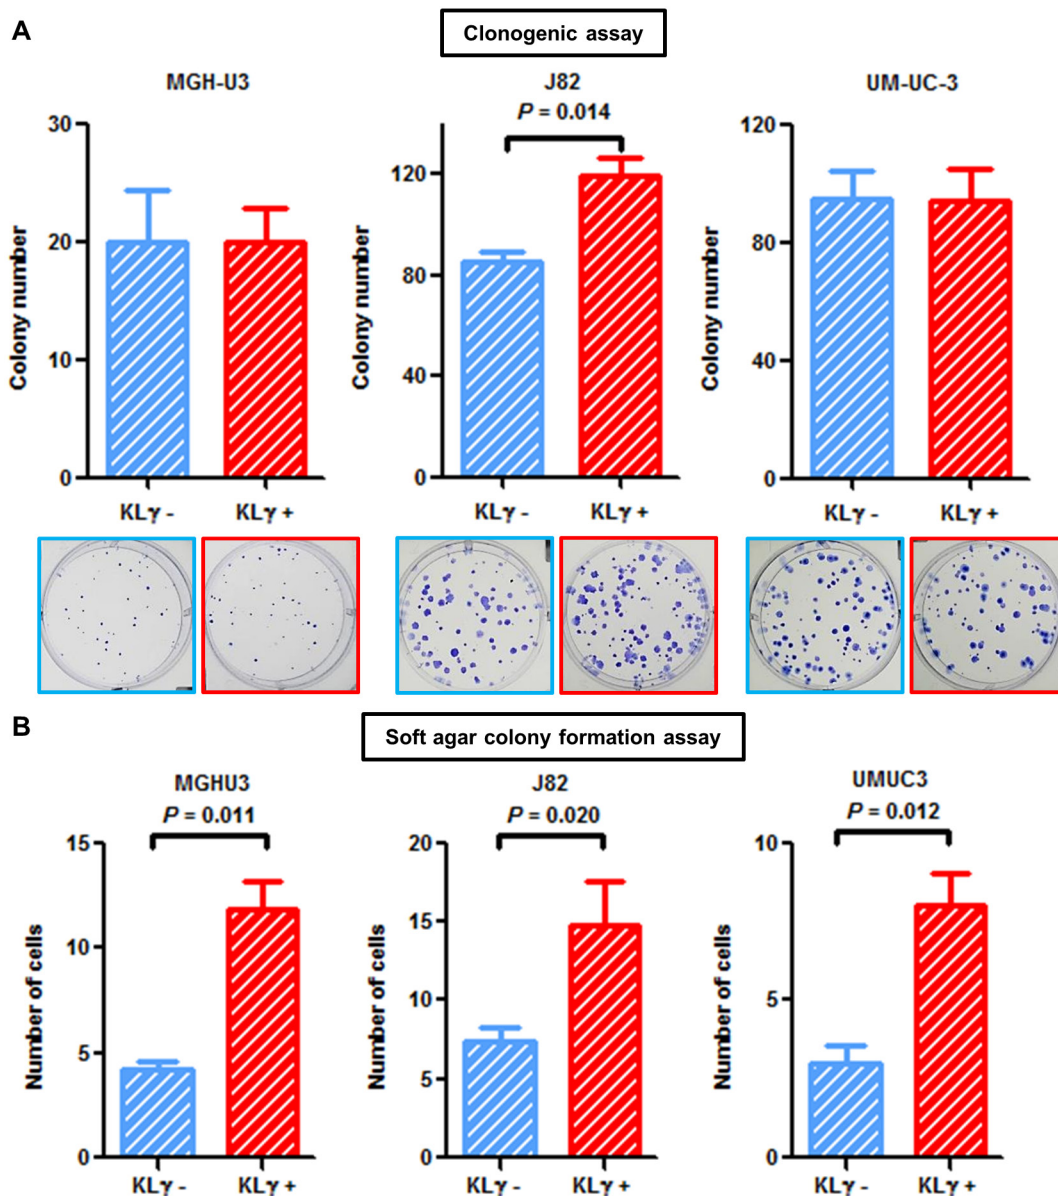 A
Clonogenic assay
MGH-U3
30
20
10
0
Colony number
KLγ -
KLγ +
J82
P = 0.014
120
80
40
0
Colony number
KLγ -
KLγ +
UM-UC-3
120
80
40
0
Colony number
KLγ -
KLγ +
B
Soft agar colony formation assay
MGHU3
P = 0.011
15
10
5
0
Number of cells
KLγ -
KLγ +
J82
P = 0.020
20
15
10
5
0
Number of cells
KLγ -
KLγ +
UMUC3
P = 0.012
10
5
0
Number of cells
KLγ -
KLγ +